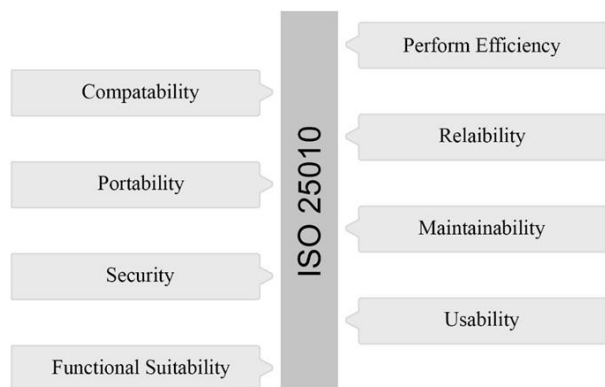 Perform Efficiency
Compatability
Relaibility
Portability
Maintainability
Security
Usability
Functional Suitability
ISO 25010